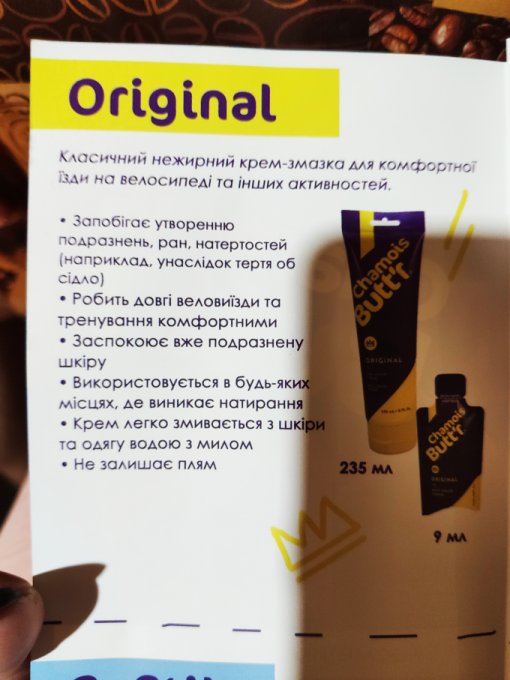 Original
Класичний нежирний крем-змазка для комфортної
їзди на велосипеді та інших активностей.
• Запобігає утворенню
подразнень, ран, натертостей
(наприклад, унаслідок тертя об
сідло)
• Робить довгі веловиїзди та
тренування комфортними
• Заспокоює вже подразнену
шкіру
• Використовується в будь-яких
місцях, де виникає натирання
• Крем легко змивається з шкіри
та одягу водою з милом
• Не залишає плям
Chamois
Butt'r
ORIGINAL
235 мл
Chamois
Butt'r
ORIGINAL
9 мл